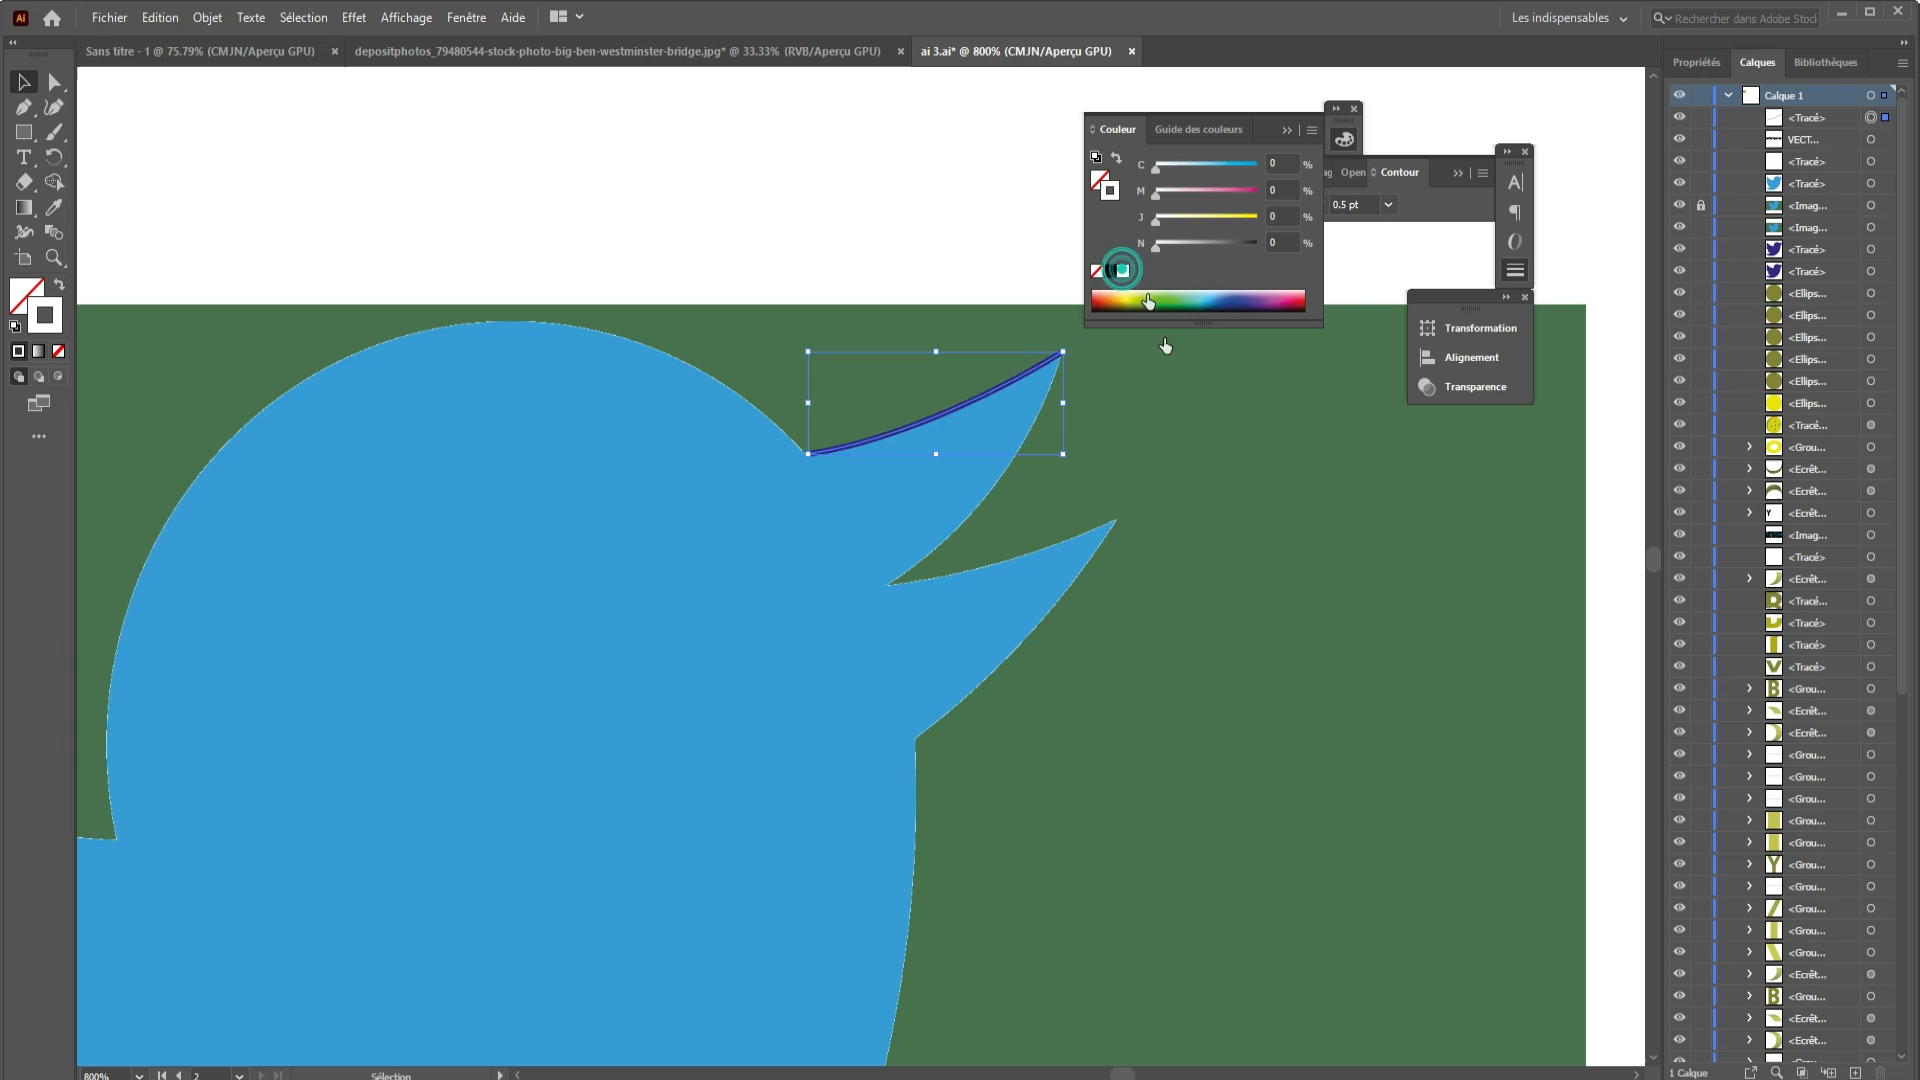 Ai Fichier Edition Objet Texte Sélection Effet Affichage Fenêtre Aide Les indispensables Rechercher dans Adobe Stoc
Sans titre - 1 @ 75.79% (CMJN/Aperçu GPU) × depositphotos_79480544-stock-photo-big-ben-westminster-bridge.jpg* @ 33.33% (RVB/Aperçu GPU) × ai 3.ai* @ 800% (CMJN/Aperçu GPU) ×
Propriétés Calques Bibliothèques
Calque 1
<Tracé>
VECT...
<Tracé>
<Tracé>
<Imag...
<Imag...
<Tracé>
<Tracé>
<Ellips...
<Ellips...
<Ellips...
<Ellips...
<Ellips...
<Ellips...
<Tracé...
<Grou...
<Ecrêt...
<Ecrêt...
<Ecrêt...
<Imag...
<Tracé>
<Ecrêt...
<Tracé...
<Tracé>
<Tracé>
<Tracé>
<Grou...
<Ecrêt...
<Ecrêt...
<Grou...
<Grou...
<Grou...
<Grou...
<Grou...
<Grou...
<Grou...
<Grou...
<Grou...
<Grou...
<Ecrêt...
<Grou...
<Ecrêt...
<Ecrêt...
1 Calque
Couleur Guide des couleurs
C 0 %
M 0 %
J 0 %
N 0 %
Open Contour
0.5 pt
Transformation
Alignement
Transparence
800% 2 Sélection